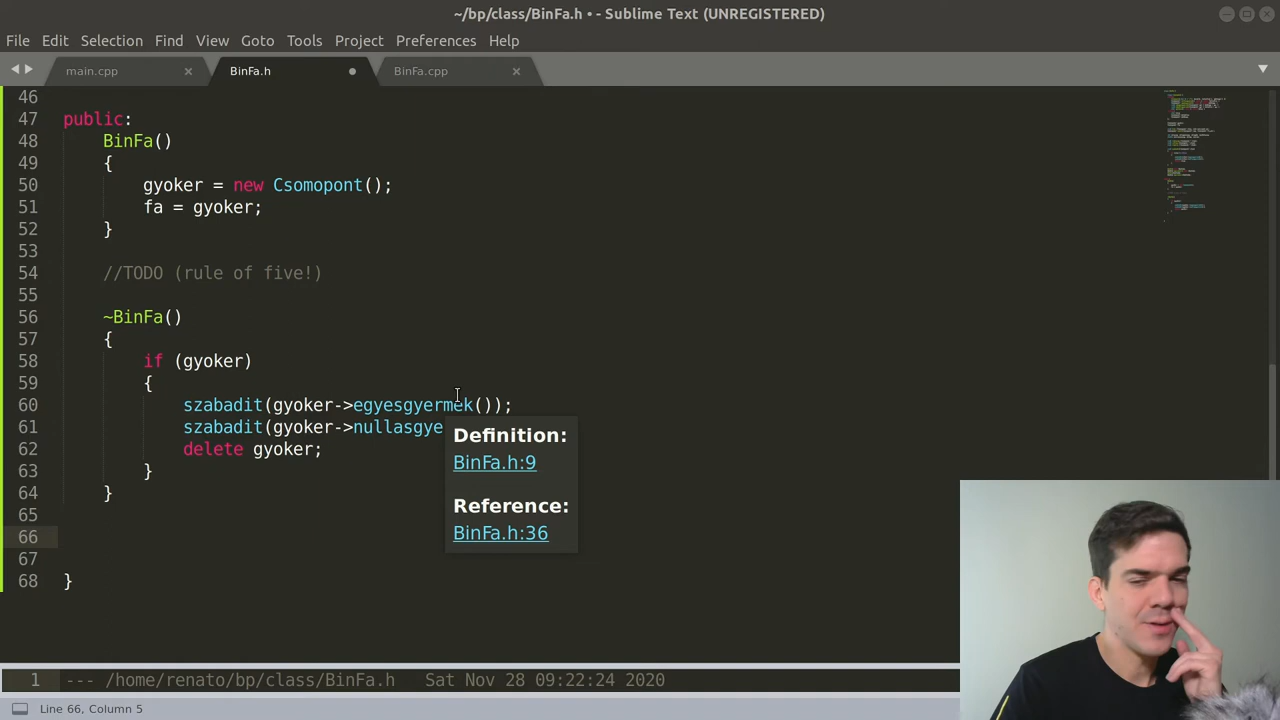 ~/bp/class/BinFa.h • - Sublime Text (UNREGISTERED)
File Edit Selection Find View Goto Tools Project Preferences Help
main.cpp × BinFa.h BinFa.cpp ×
46
47 public:
48 BinFa()
49 {
50 gyoker = new Csomopont();
51 fa = gyoker;
52 }
53
54 //TODO (rule of five!)
55
56 ~BinFa()
57 {
58 if (gyoker)
59 {
60 szabadit(gyoker->egyesgyermek());
61 szabadit(gyoker->nullasgye
62 delete gyoker;
63 }
64 }
65
66
67
68 }
Definition:
BinFa.h:9
Reference:
BinFa.h:36
1 --- /home/renato/bp/class/BinFa.h Sat Nov 28 09:22:24 2020
Line 66, Column 5